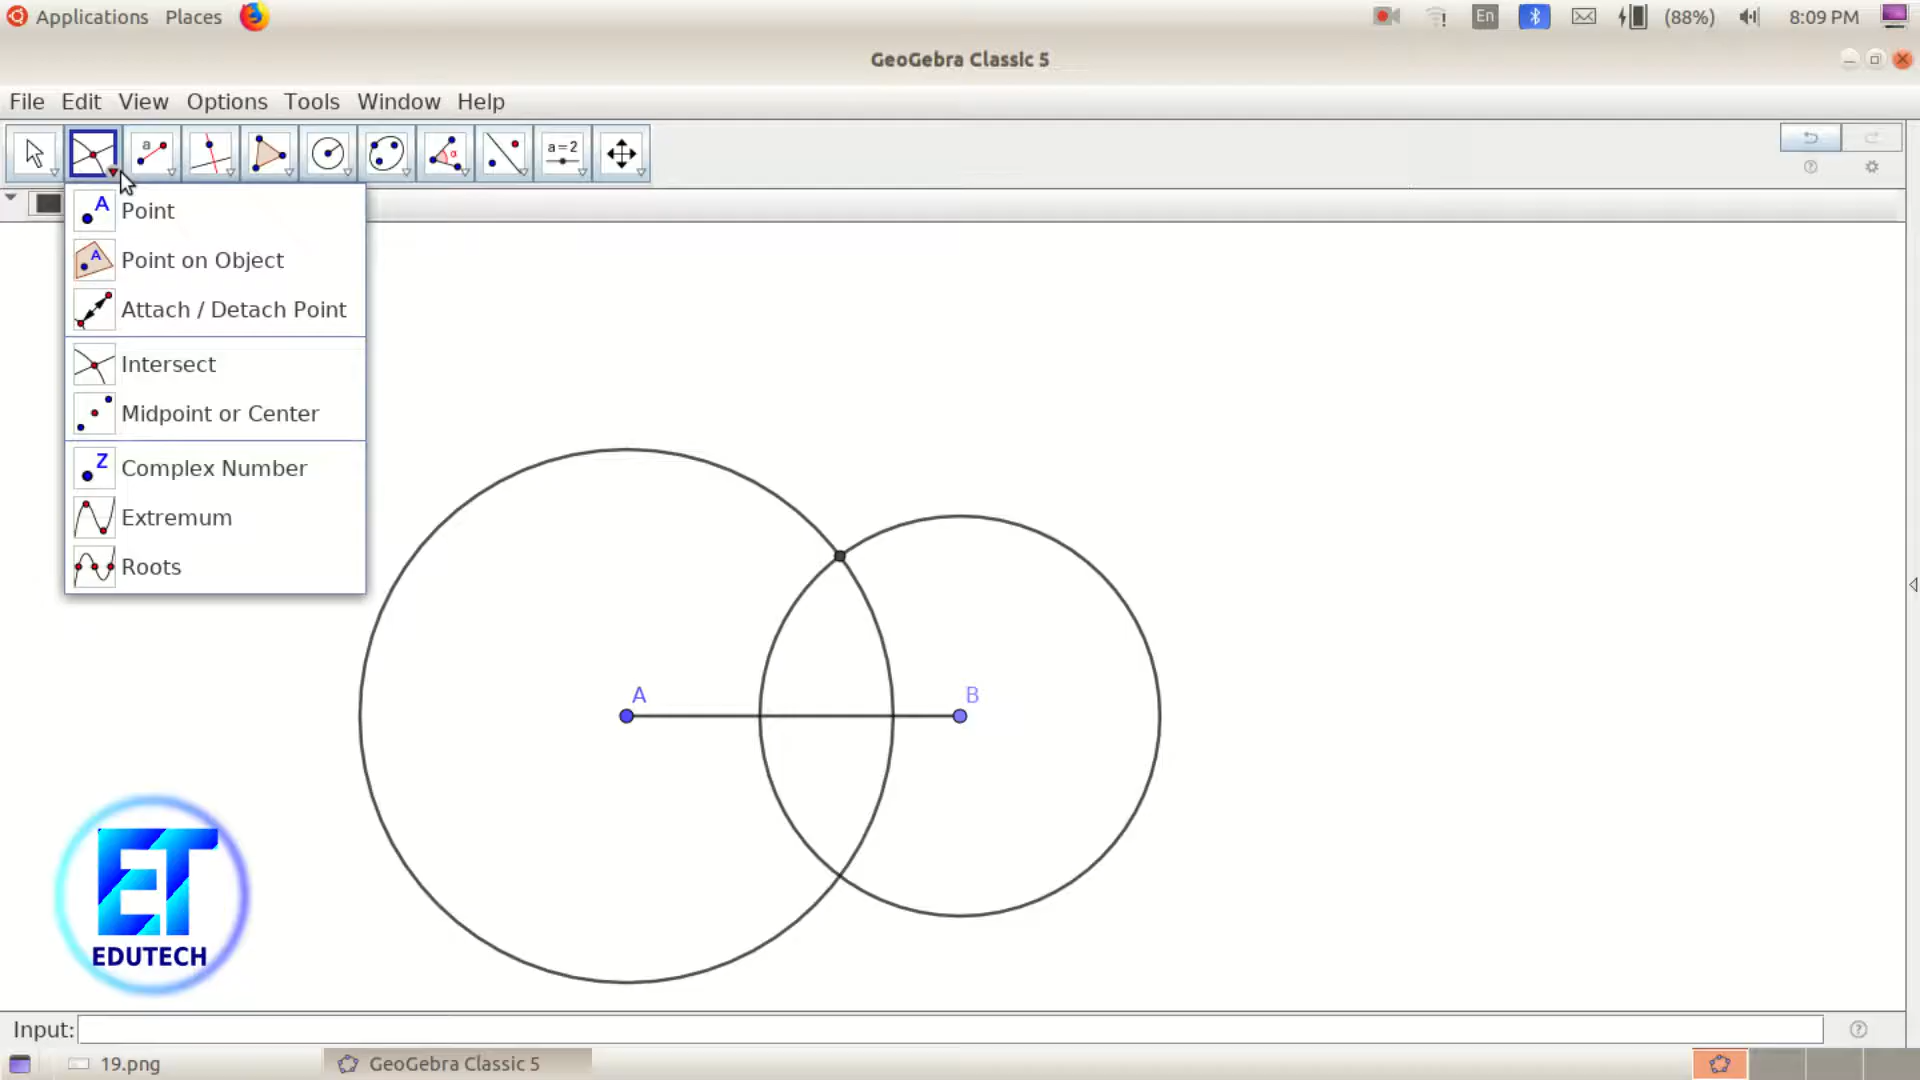 Applications Places
En
(88%)
8:09 PM
GeoGebra Classic 5
File Edit View Options Tools Window Help
a
α
a=2
A Point
A Point on Object
Attach / Detach Point
Intersect
Midpoint or Center
Z Complex Number
Extremum
Roots
A
B
ET
EDUTECH
Input:
19.png
GeoGebra Classic 5